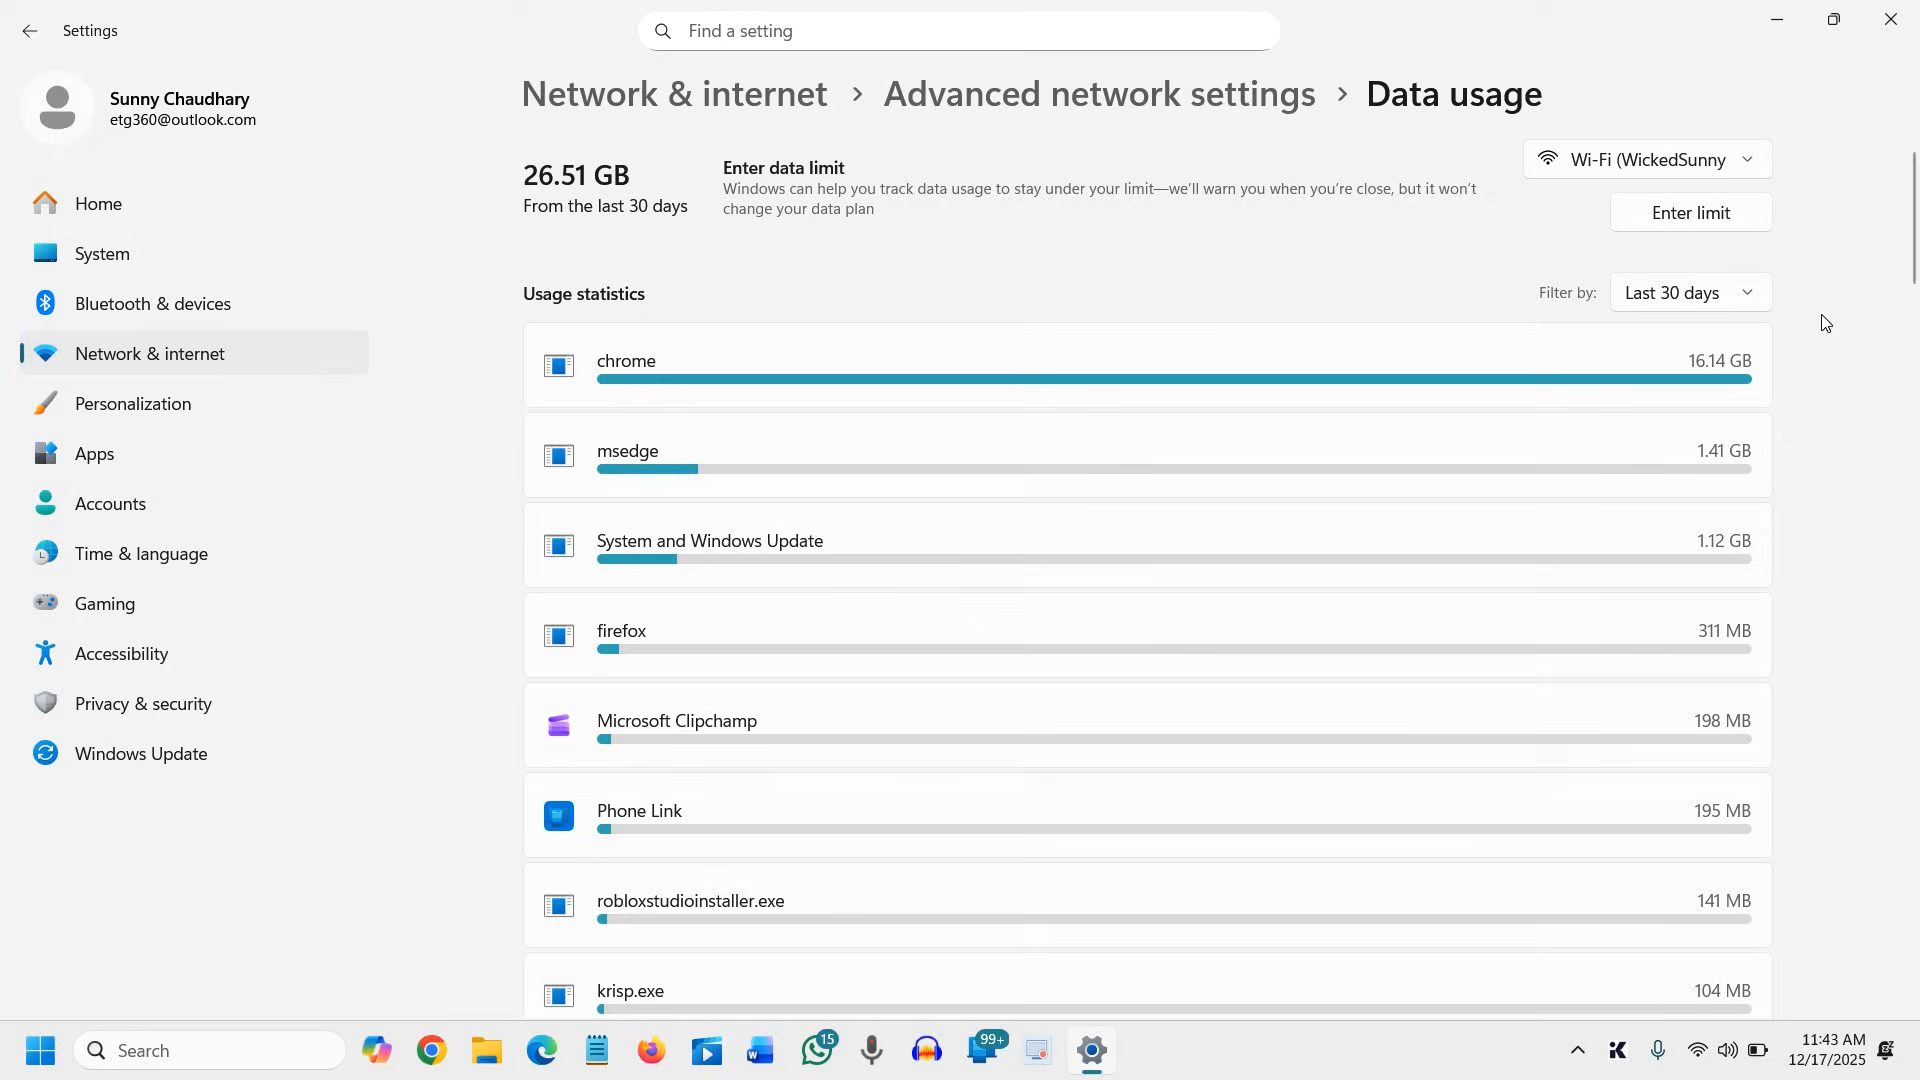 Settings
Find a setting
Sunny Chaudhary
etg360@outlook.com
Home
System
Bluetooth & devices
Network & internet
Personalization
Apps
Accounts
Time & language
Gaming
Accessibility
Privacy & security
Windows Update
Network & internet > Advanced network settings > Data usage
26.51 GB
From the last 30 days
Enter data limit
Windows can help you track data usage to stay under your limit—we'll warn you when you're close, but it won't
change your data plan
Wi-Fi (WickedSunny
Enter limit
Usage statistics
Filter by: Last 30 days
chrome 16.14 GB
msedge 1.41 GB
System and Windows Update 1.12 GB
firefox 311 MB
Microsoft Clipchamp 198 MB
Phone Link 195 MB
robloxstudioinstaller.exe 141 MB
krisp.exe 104 MB
Search
15
99+
11:43 AM
12/17/2025